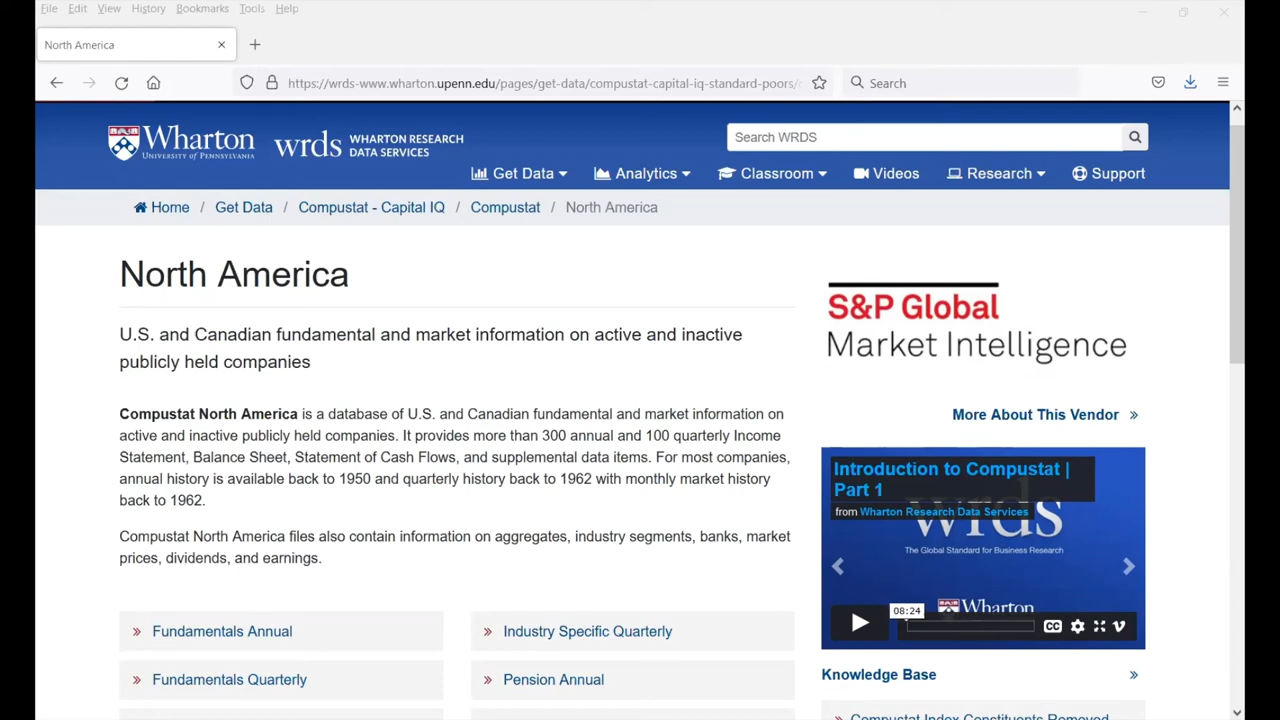 File Edit View History Bookmarks Tools Help
North America
https://wrds-www.wharton.upenn.edu/pages/get-data/compustat-capital-iq-standard-poors/
Search
Wharton
UNIVERSITY of PENNSYLVANIA
wrds
WHARTON RESEARCH
DATA SERVICES
Search WRDS
Get Data
Analytics
Classroom
Videos
Research
Support
Home / Get Data / Compustat - Capital IQ / Compustat / North America
North America
U.S. and Canadian fundamental and market information on active and inactive
publicly held companies
Compustat North America is a database of U.S. and Canadian fundamental and market information on
active and inactive publicly held companies. It provides more than 300 annual and 100 quarterly Income
Statement, Balance Sheet, Statement of Cash Flows, and supplemental data items. For most companies,
annual history is available back to 1950 and quarterly history back to 1962 with monthly market history
back to 1962.
Compustat North America files also contain information on aggregates, industry segments, banks, market
prices, dividends, and earnings.
» Fundamentals Annual
» Industry Specific Quarterly
» Fundamentals Quarterly
» Pension Annual
S&P Global
Market Intelligence
More About This Vendor »
Introduction to Compustat |
Part 1
from Wharton Research Data Services
wrds
The Global Standard for Business Research
Wharton
08:24
CC
Knowledge Base »
» Compustat Index Constituents Removed